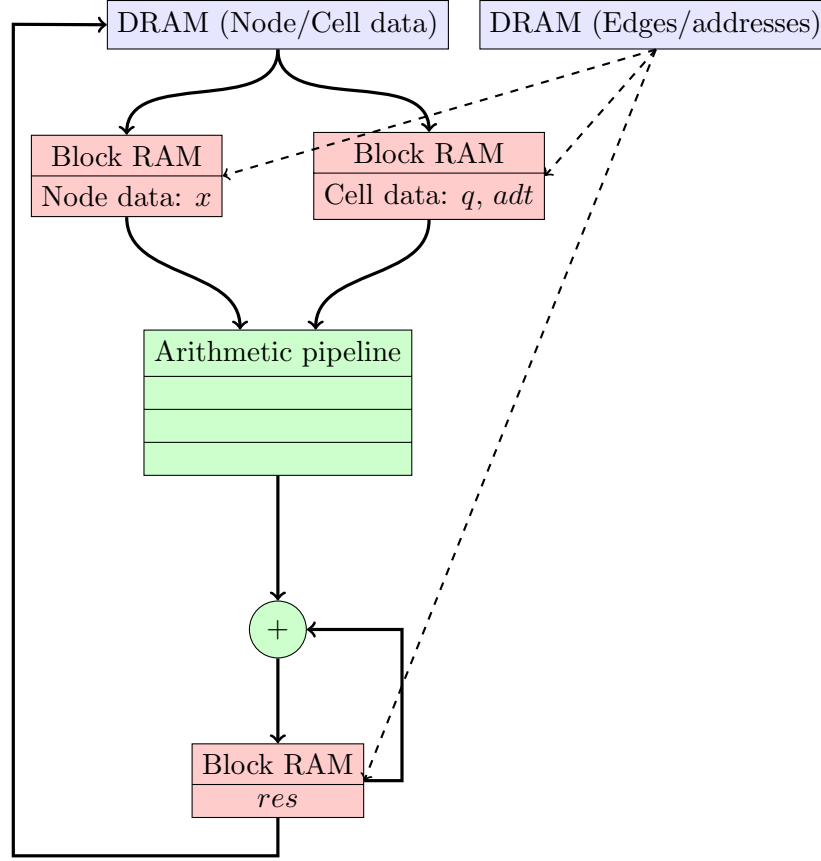 DRAM (Node/Cell data)
DRAM (Edges/addresses)
Block RAM
Node data: x
Block RAM
Cell data: q, adt
Arithmetic pipeline
+
Block RAM
res